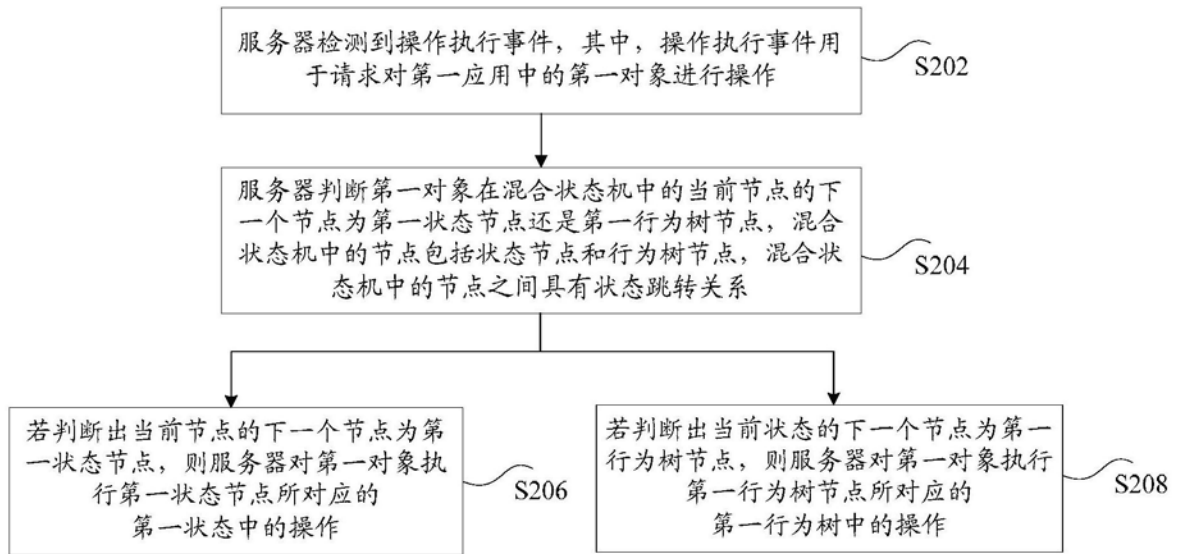 服务器检测到操作执行事件，其中，操作执行事件用
于请求对第一应用中的第一对象进行操作
S202
服务器判断第一对象在混合状态机中的当前节点的下
一个节点为第一状态节点还是第一行为树节点，混合
状态机中的节点包括状态节点和行为树节点，混合状
态机中的节点之间具有状态跳转关系
S204
若判断出当前节点的下一个节点为第
一状态节点，则服务器对第一对象执
行第一状态节点所对应的
第一状态中的操作
S206
若判断出当前状态的下一个节点为第一
行为树节点，则服务器对第一对象执行
第一行为树节点所对应的
第一行为树中的操作
S208